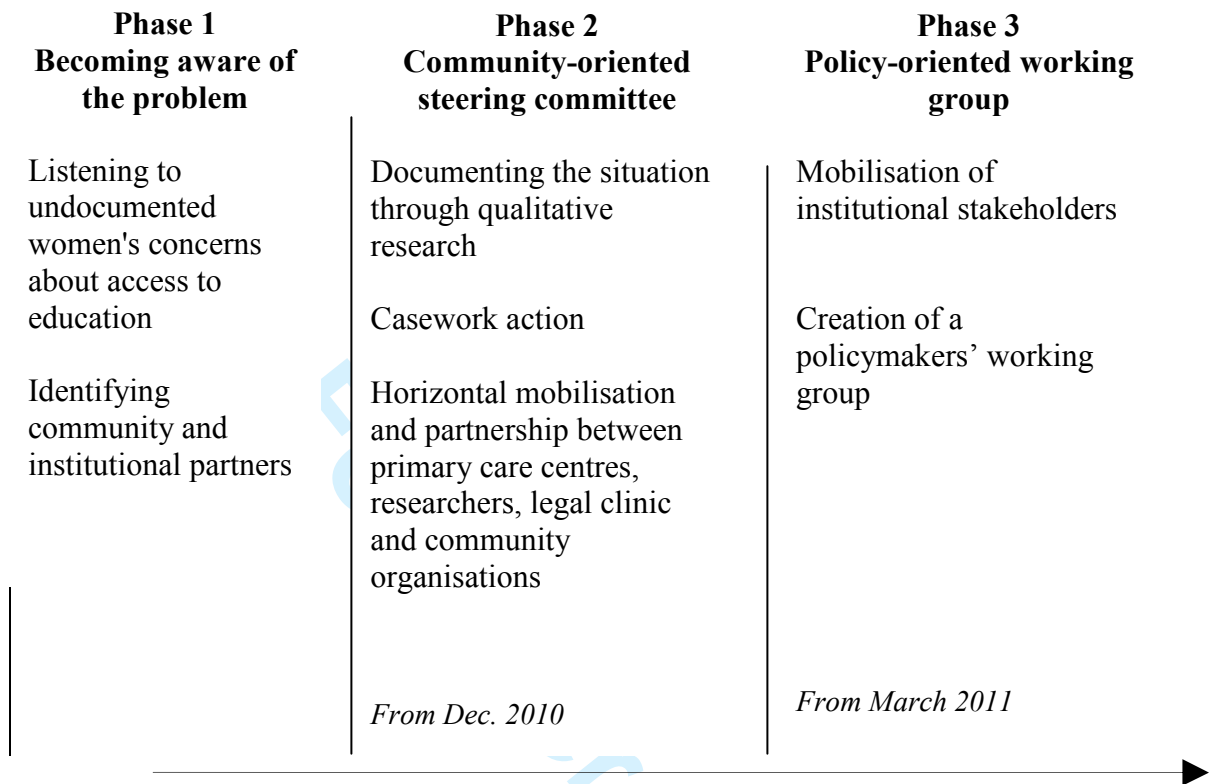 Phase 1
Becoming aware of
the problem
Listening to
undocumented
women's concerns
about access to
education
Identifying
community and
institutional partners
Phase 2
Community-oriented
steering committee
Documenting the situation
through qualitative
research
Casework action
Horizontal mobilisation
and partnership between
primary care centres,
researchers, legal clinic
and community
organisations
From Dec. 2010
Phase 3
Policy-oriented working
group
Mobilisation of
institutional stakeholders
Creation of a
policymakers’ working
group
From March 2011